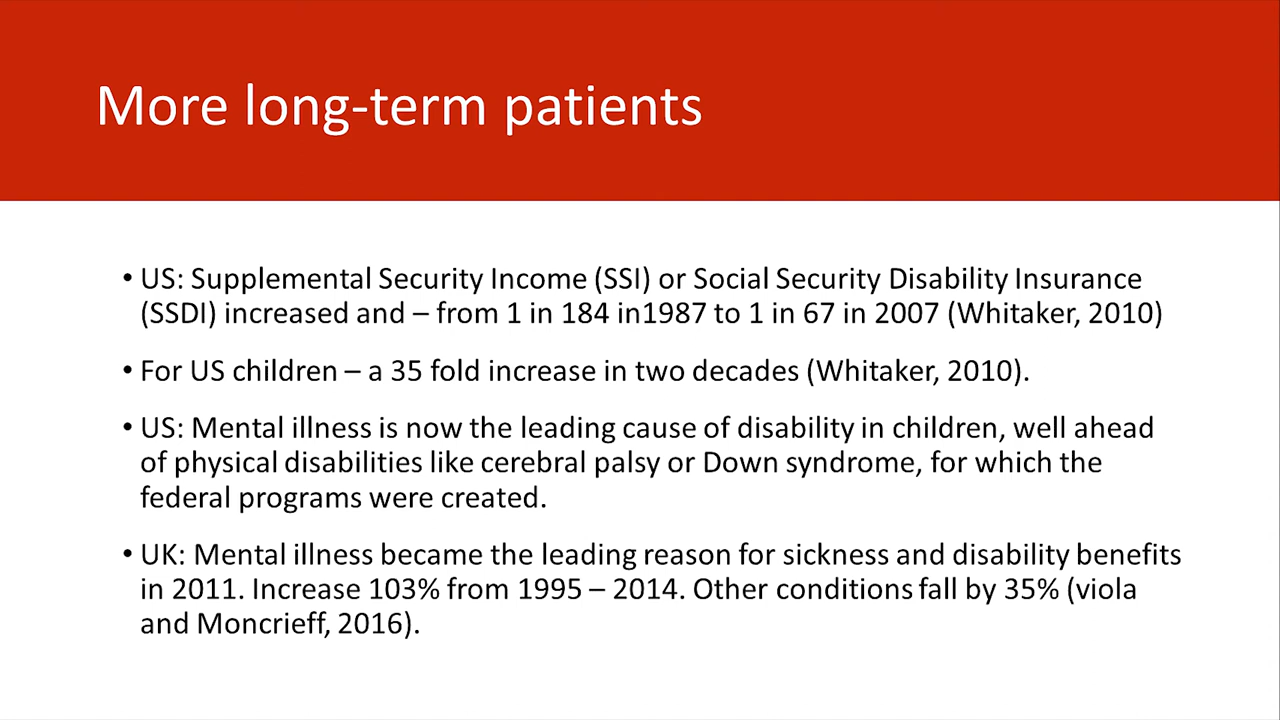 More long-term patients
• US: Supplemental Security Income (SSI) or Social Security Disability Insurance
(SSDI) increased and – from 1 in 184 in1987 to 1 in 67 in 2007 (Whitaker, 2010)
• For US children – a 35 fold increase in two decades (Whitaker, 2010).
• US: Mental illness is now the leading cause of disability in children, well ahead
of physical disabilities like cerebral palsy or Down syndrome, for which the
federal programs were created.
• UK: Mental illness became the leading reason for sickness and disability benefits
in 2011. Increase 103% from 1995 – 2014. Other conditions fall by 35% (viola
and Moncrieff, 2016).